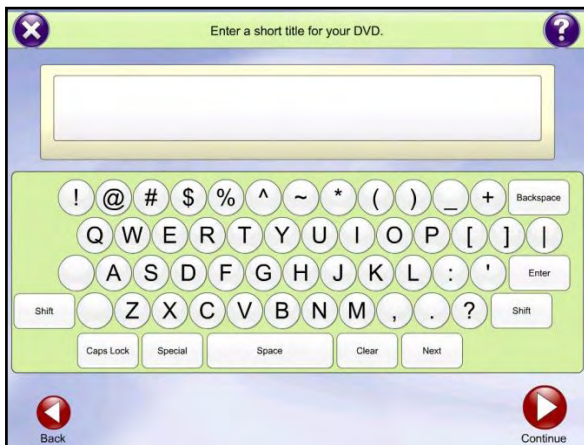 Enter a short title for your DVD.
?
! @ # $ % ^ ~ * ( ) _ + Backspace
Q W E R T Y U I O P [ ] |
A S D F G H J K L : ' Enter
Shift Z X C V B N M , . ? Shift
Caps Lock Special Space Clear Next
Back Continue